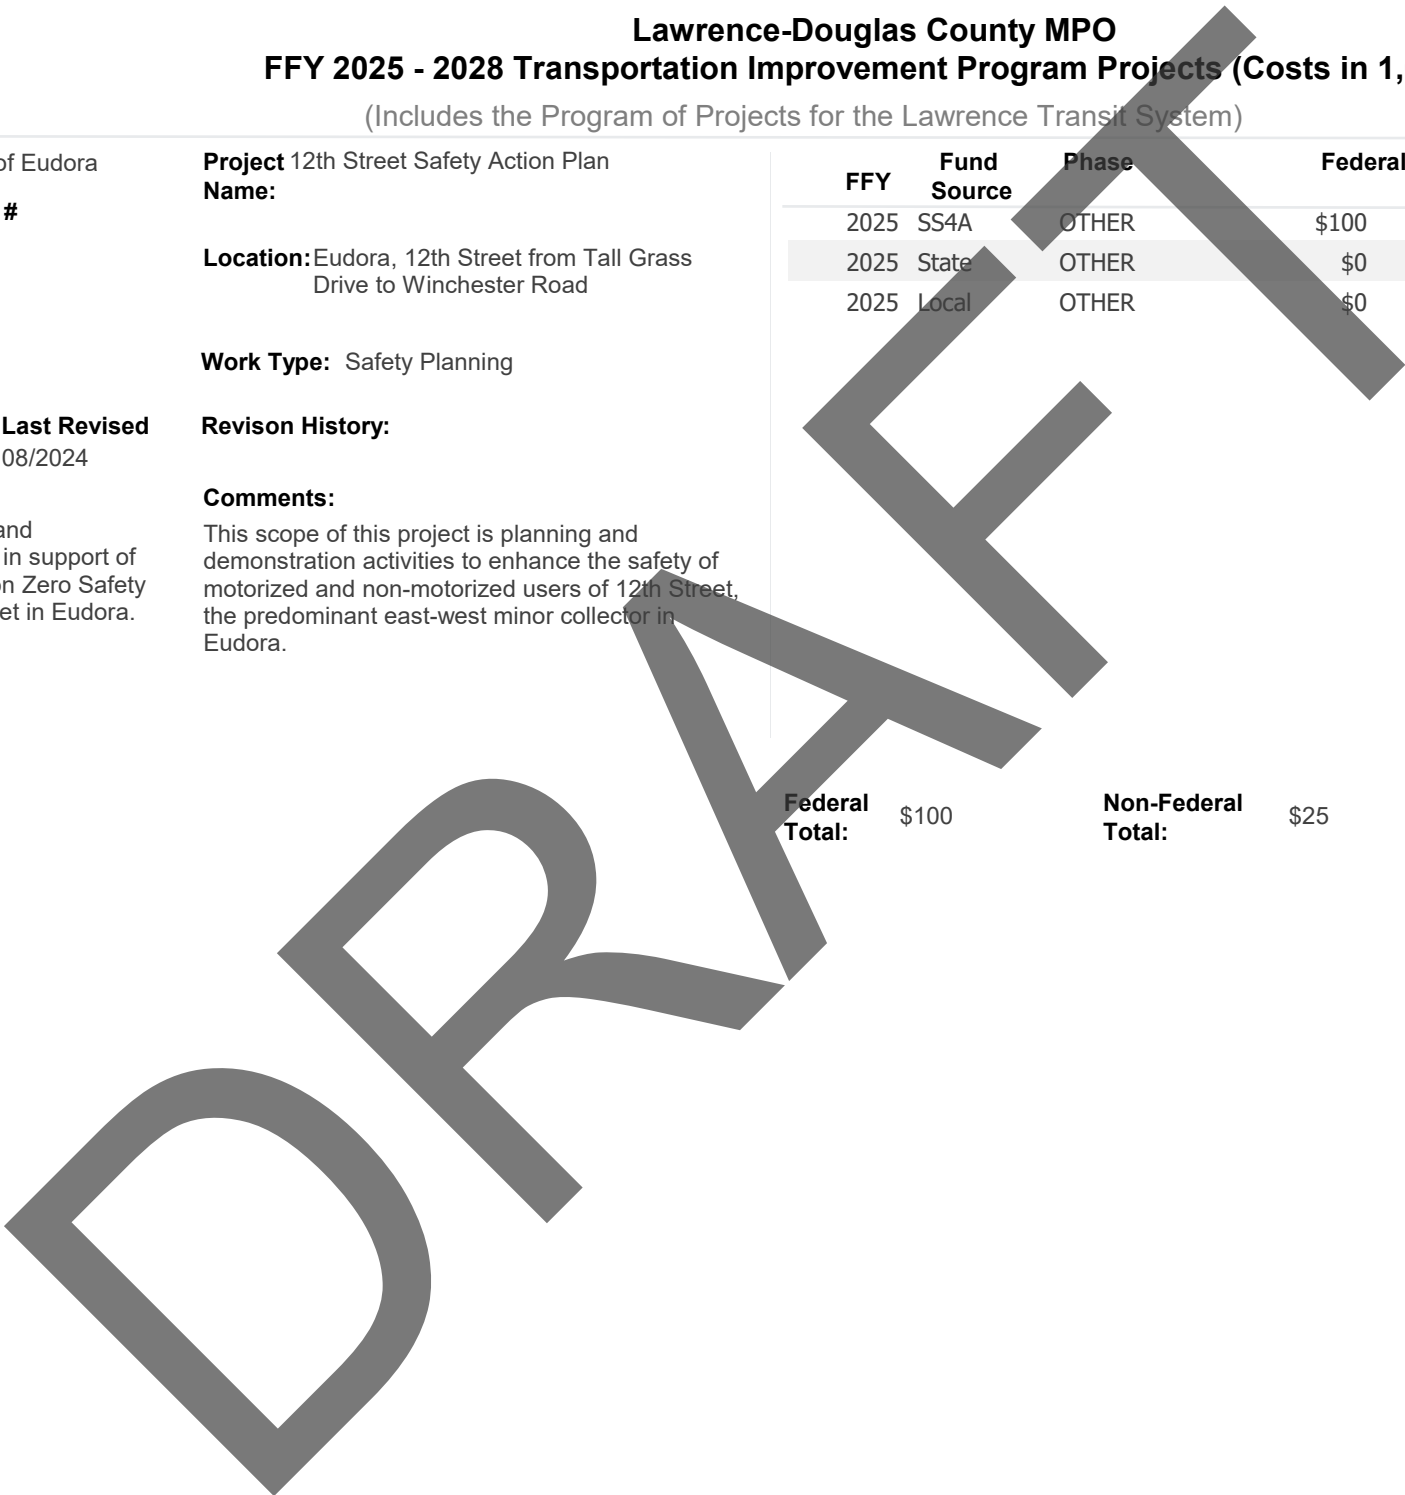 Lawrence-Douglas County MPO
FFY 2025 - 2028 Transportation Improvement Program Projects (Costs in 1,
(Includes the Program of Projects for the Lawrence Transit System)
of Eudora
#
Last Revised
08/2024
and
in support of
on Zero Safety
et in Eudora.
Project 12th Street Safety Action Plan
Name:
Location: Eudora, 12th Street from Tall Grass
Drive to Winchester Road
Work Type: Safety Planning
Revison History:
Comments:
This scope of this project is planning and
demonstration activities to enhance the safety of
motorized and non-motorized users of 12th Street,
the predominant east-west minor collector in
Eudora.
FFY Fund Source Phase Federal
2025 SS4A OTHER $100
2025 State OTHER $0
2025 Local OTHER $0
Federal Total: $100 Non-Federal Total: $25
DRAFT